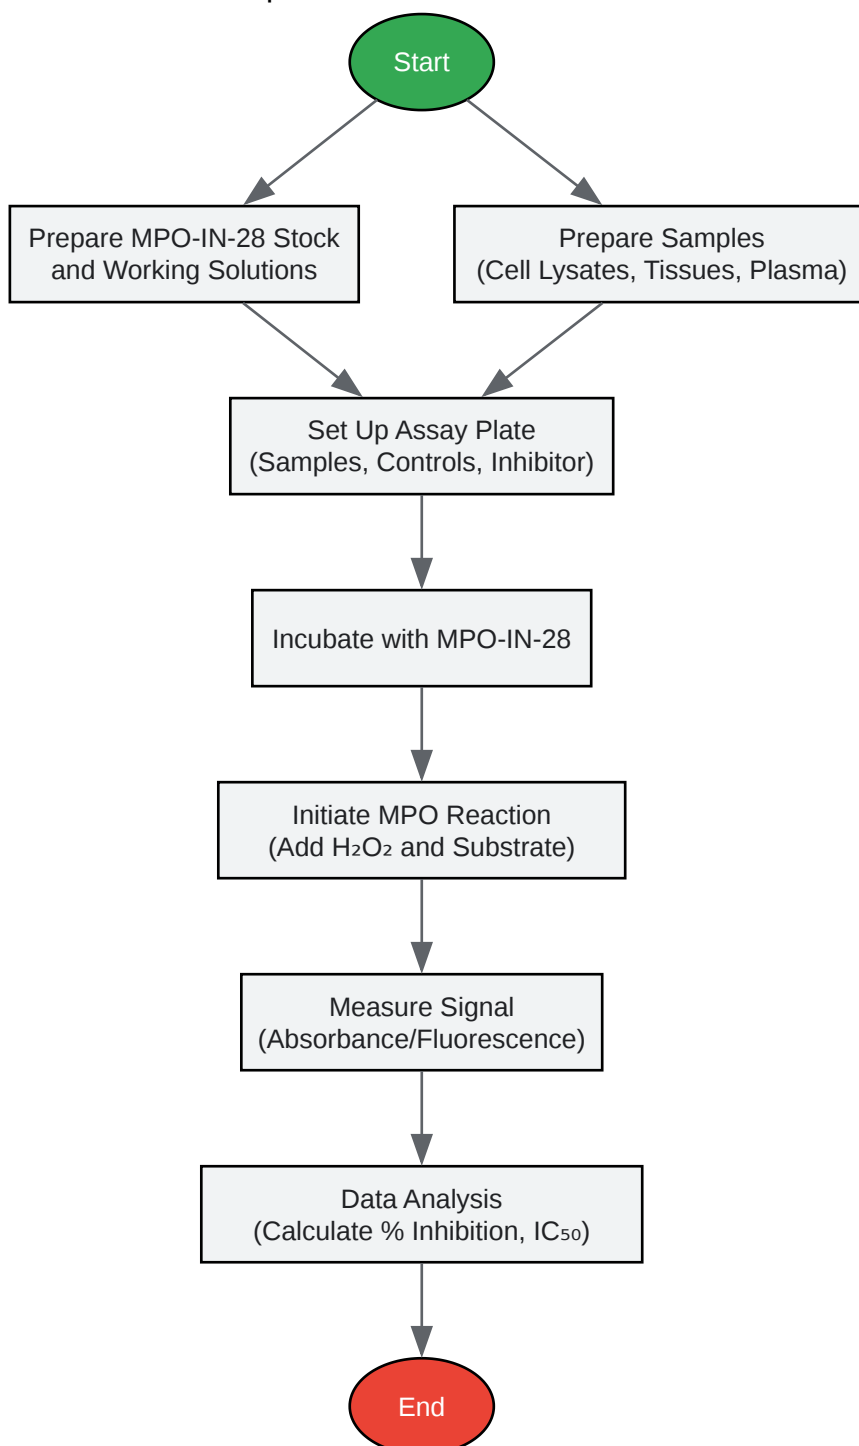 Start
Prepare MPO-IN-28 Stock
and Working Solutions
Prepare Samples
(Cell Lysates, Tissues, Plasma)
Set Up Assay Plate
(Samples, Controls, Inhibitor)
Incubate with MPO-IN-28
Initiate MPO Reaction
(Add H₂O₂ and Substrate)
Measure Signal
(Absorbance/Fluorescence)
Data Analysis
(Calculate % Inhibition, IC₅₀)
End